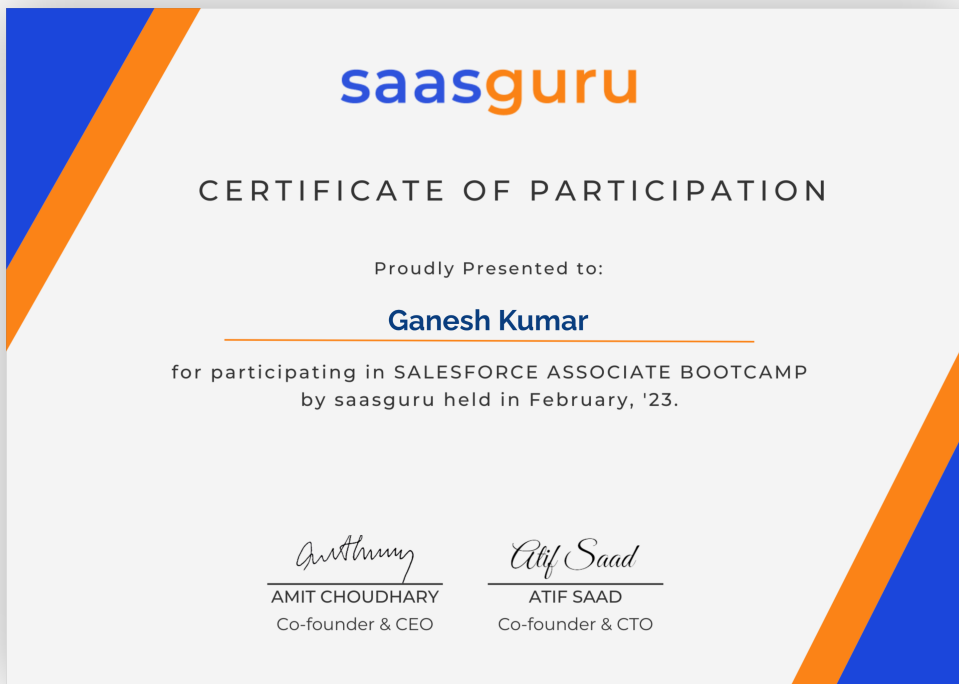 saasguru
CERTIFICATE OF PARTICIPATION
Proudly Presented to:
Ganesh Kumar
for participating in SALESFORCE ASSOCIATE BOOTCAMP
by saasguru held in February, '23.
Atif Saad
AMIT CHOUDHARY
ATIF SAAD
Co-founder & CEO
Co-founder & CTO